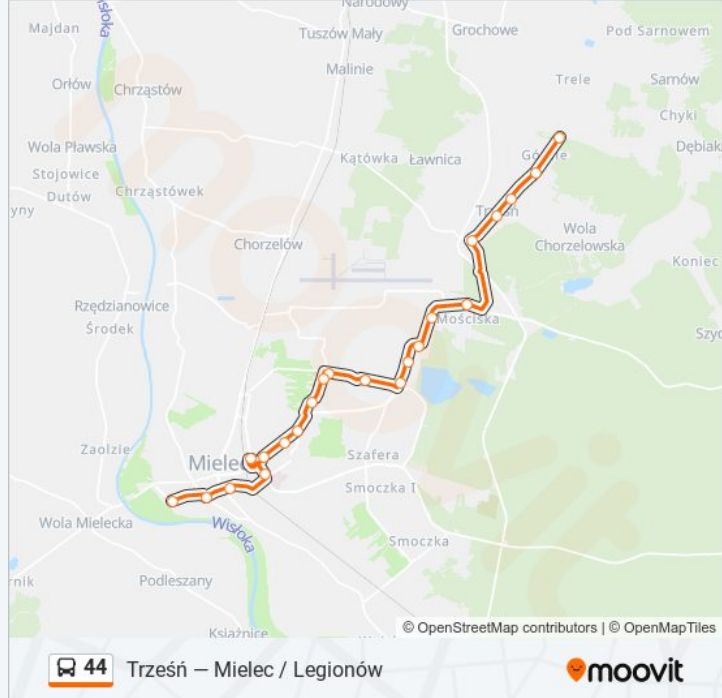 Narodowy
Majdan
Tuszów Mały
Grochowe
Pod Sarnowem
Wisłoka
Malinie
Trele
Sarnów
Orłów
Chrząstów
Chyki
Wola Pławska
Kątówka
Ławnica
Dębiak
Stojowice
Dutów
Chrząstówek
Trześń
Wola
Chorzelowska
Chorzelów
Koniec
Rzędzianowice
Środek
Mościska
Zaolzie
Mielec
Szafera
Smoczka I
Wola Mielecka
Wisłoka
Smoczka
Podleszany
Książnice
© OpenStreetMap contributors | © OpenMapTiles
44 Trześń — Mielec / Legionów
moovit